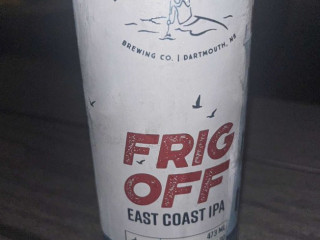 BREWING CO. | DARTMOUTH, NS
FRIG
OFF
EAST COAST IPA
473 ML